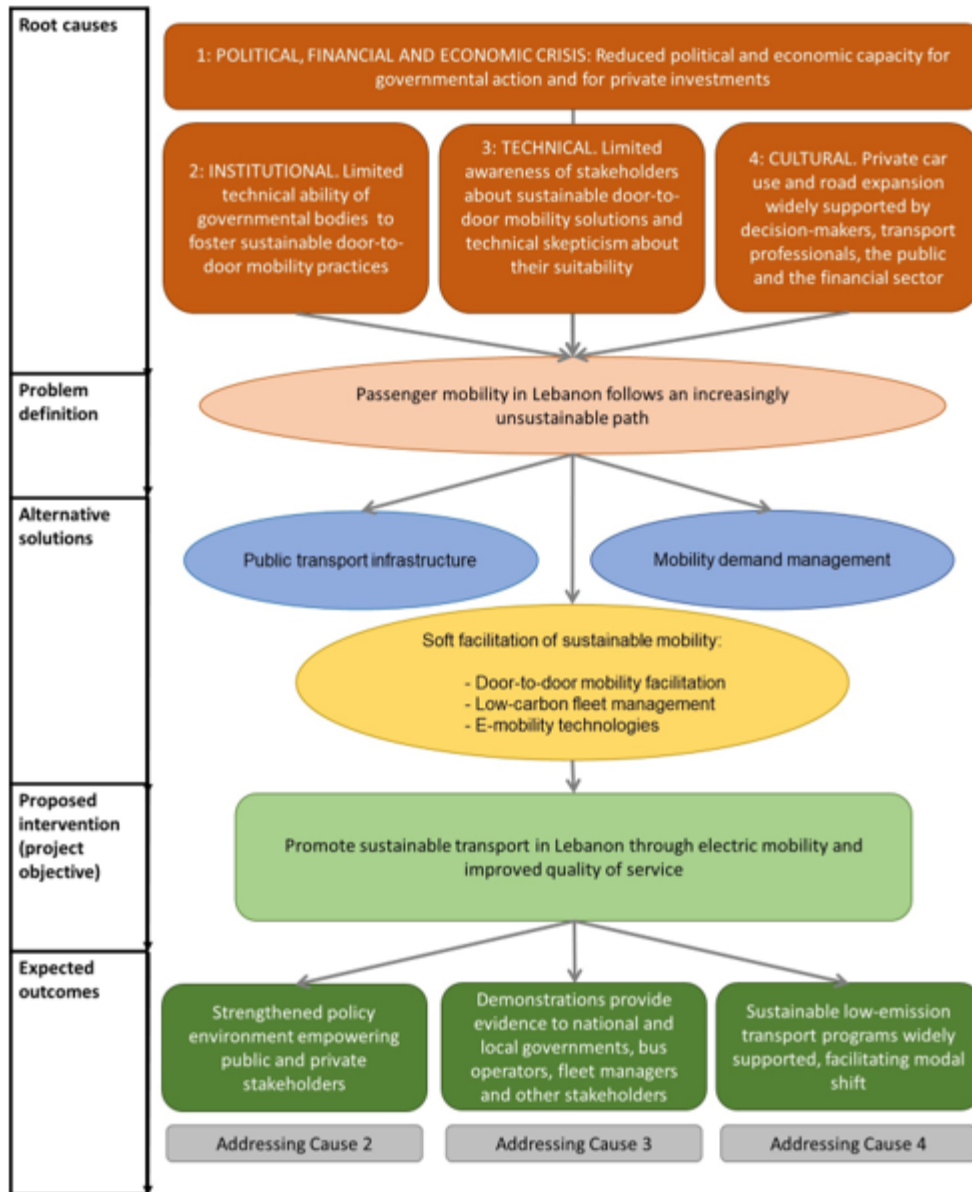 Root causes
1: POLITICAL, FINANCIAL AND ECONOMIC CRISIS: Reduced political and economic capacity for
governmental action and for private investments
2: INSTITUTIONAL. Limited
technical ability of
governmental bodies to
foster sustainable door-to-
door mobility practices
3: TECHNICAL. Limited
awareness of stakeholders
about sustainable door-to-
door mobility solutions and
technical skepticism about
their suitability
4: CULTURAL. Private car
use and road expansion
widely supported by
decision-makers, transport
professionals, the public
and the financial sector
Problem
definition
Passenger mobility in Lebanon follows an increasingly
unsustainable path
Alternative
solutions
Public transport infrastructure
Mobility demand management
Soft facilitation of sustainable mobility:
- Door-to-door mobility facilitation
- Low-carbon fleet management
- E-mobility technologies
Proposed
intervention
(project
objective)
Promote sustainable transport in Lebanon through electric mobility and
improved quality of service
Expected
outcomes
Strengthened policy
environment empowering
public and private
stakeholders
Demonstrations provide
evidence to national and
local governments, bus
operators, fleet managers
and other stakeholders
Sustainable low-emission
transport programs widely
supported, facilitating modal
shift
Addressing Cause 2
Addressing Cause 3
Addressing Cause 4